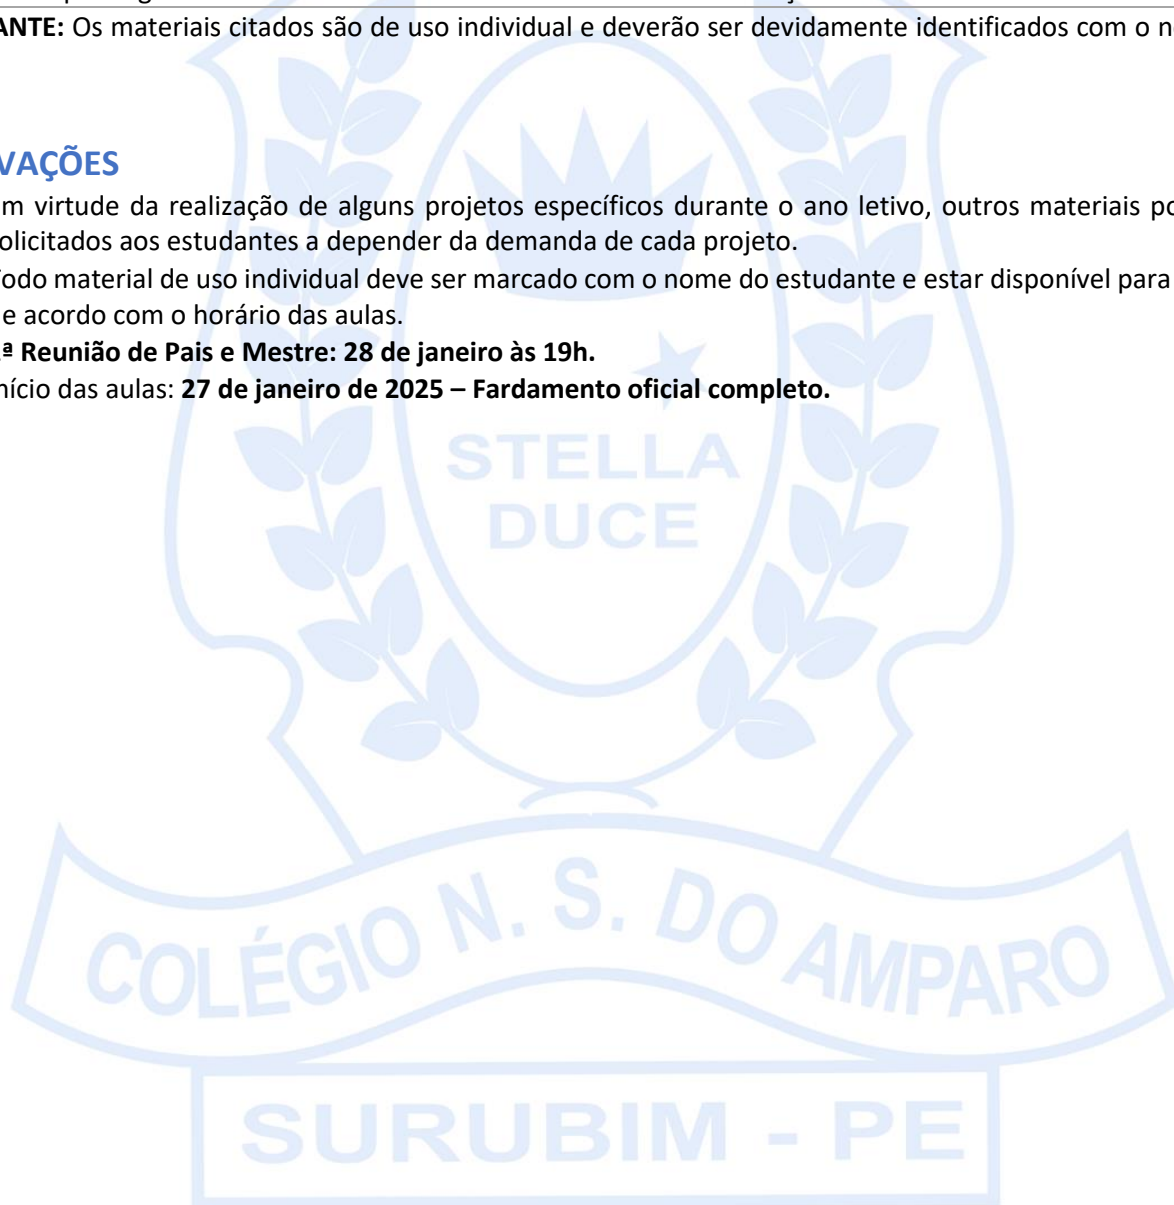 ANTE: Os materiais citados são de uso individual e deverão ser devidamente identificados com o n
VAÇÕES
m virtude da realização de alguns projetos específicos durante o ano letivo, outros materiais po
olicitados aos estudantes a depender da demanda de cada projeto.
odo material de uso individual deve ser marcado com o nome do estudante e estar disponível para
e acordo com o horário das aulas.
ª Reunião de Pais e Mestre: 28 de janeiro às 19h.
nício das aulas: 27 de janeiro de 2025 – Fardamento oficial completo.
STELLA
DUCE
COLÉGIO N. S. DO AMPARO
SURUBIM - PE